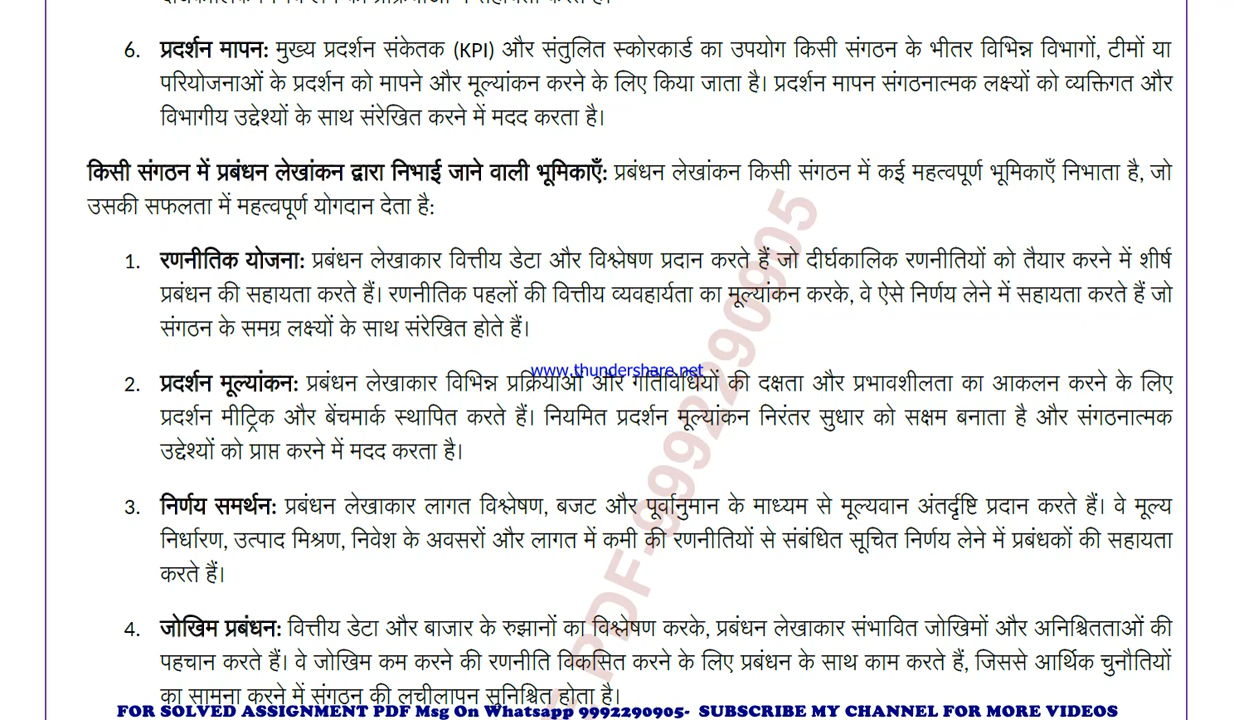 6. प्रदर्शन मापन: मुख्य प्रदर्शन संकेतक (KPI) और संतुलित स्कोरकार्ड का उपयोग किसी संगठन के भीतर विभिन्न विभागों, टीमों या
परियोजनाओं के प्रदर्शन को मापने और मूल्यांकन करने के लिए किया जाता है। प्रदर्शन मापन संगठनात्मक लक्ष्यों को व्यक्तिगत और
विभागीय उद्देश्यों के साथ संरेखित करने में मदद करता है।
किसी संगठन में प्रबंधन लेखांकन द्वारा निभाई जाने वाली भूमिकाएँ: प्रबंधन लेखांकन किसी संगठन में कई महत्वपूर्ण भूमिकाएँ निभाता है, जो
उसकी सफलता में महत्वपूर्ण योगदान देता है:
1. रणनीतिक योजना: प्रबंधन लेखाकार वित्तीय डेटा और विश्लेषण प्रदान करते हैं जो दीर्घकालिक रणनीतियों को तैयार करने में शीर्ष
प्रबंधन की सहायता करते हैं। रणनीतिक पहलों की वित्तीय व्यवहार्यता का मूल्यांकन करके, वे ऐसे निर्णय लेने में सहायता करते हैं जो
संगठन के समग्र लक्ष्यों के साथ संरेखित होते हैं।
www.thundershare.net
2. प्रदर्शन मूल्यांकन: प्रबंधन लेखाकार विभिन्न प्रक्रियाओं और गतिविधियों की दक्षता और प्रभावशीलता का आकलन करने के लिए
प्रदर्शन मीट्रिक और बेंचमार्क स्थापित करते हैं। नियमित प्रदर्शन मूल्यांकन निरंतर सुधार को सक्षम बनाता है और संगठनात्मक
उद्देश्यों को प्राप्त करने में मदद करता है।
3. निर्णय समर्थन: प्रबंधन लेखाकार लागत विश्लेषण, बजट और पूर्वानुमान के माध्यम से मूल्यवान अंतर्दृष्टि प्रदान करते हैं। वे मूल्य
निर्धारण, उत्पाद मिश्रण, निवेश के अवसरों और लागत में कमी की रणनीतियों से संबंधित सूचित निर्णय लेने में प्रबंधकों की सहायता
करते हैं।
4. जोखिम प्रबंधन: वित्तीय डेटा और बाजार के रुझानों का विश्लेषण करके, प्रबंधन लेखाकार संभावित जोखिमों और अनिश्चितताओं की
पहचान करते हैं। वे जोखिम कम करने की रणनीति विकसित करने के लिए प्रबंधन के साथ काम करते हैं, जिससे आर्थिक चुनौतियों
का सामना करने में संगठन की लचीलापन सुनिश्चित होता है।
PDF-9992290905
FOR SOLVED ASSIGNMENT PDF Msg On Whatsapp 9992290905- SUBSCRIBE MY CHANNEL FOR MORE VIDEOS